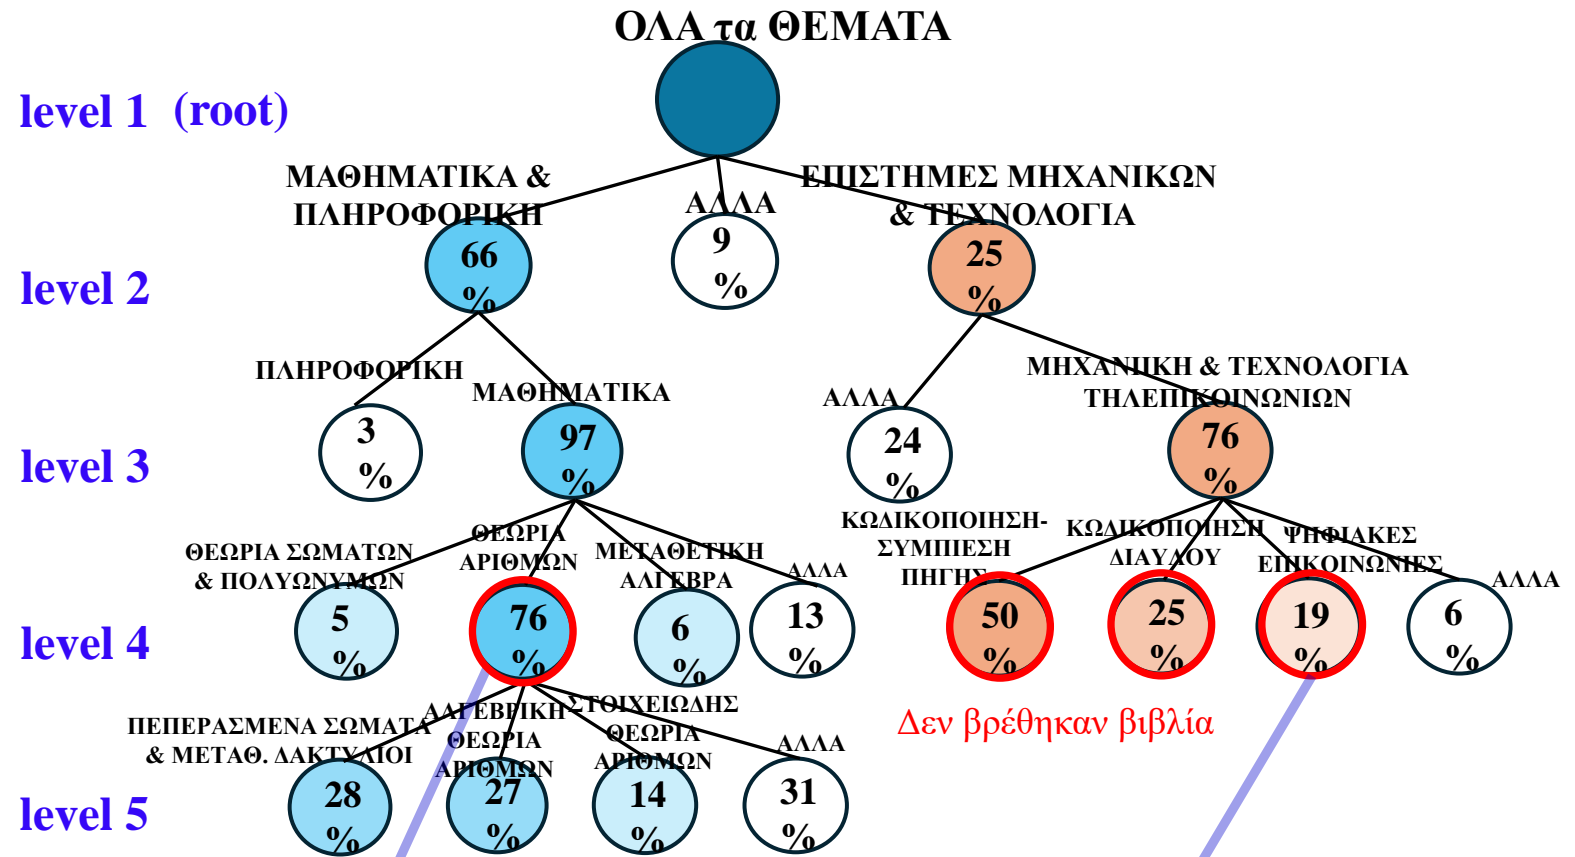 ΟΛΑ τα ΘΕΜΑΤΑ
level 1 (root)
ΜΑΘΗΜΑΤΙΚΑ &
ΠΛΗΡΟΦΟΡΙΚΗ
ΑΛΛΑ
ΕΠΙΣΤΗΜΕΣ ΜΗΧΑΝΙΚΩΝ
& ΤΕΧΝΟΛΟΓΙΑ
level 2
66
%
9
%
25
%
ΠΛΗΡΟΦΟΡΙΚΗ
ΜΑΘΗΜΑΤΙΚΑ
ΑΛΛΑ
ΜΗΧΑΝΙΙΚΗ & ΤΕΧΝΟΛΟΓΙΑ
ΤΗΛΕΠΙΚΟΙΝΩΝΙΩΝ
level 3
3
%
97
%
24
%
76
%
ΘΕΩΡΙΑ ΣΩΜΑΤΩΝ
& ΠΟΛΥΩΝΥΜΩΝ
ΘΕΩΡΙΑ
ΑΡΙΘΜΩΝ
ΜΕΤΑΘΕΤΙΚΗ
ΑΛΓΕΒΡΑ
ΑΛΛΑ
ΚΩΔΙΚΟΠΟΙΗΣΗ-
ΣΥΜΠΙΕΣΗ
ΠΗΓΗΣ
ΚΩΔΙΚΟΠΟΙΗΣΗ
ΔΙΑΥΛΟΥ
ΨΗΦΙΑΚΕΣ
ΕΠΙΚΟΙΝΩΝΙΕΣ
ΑΛΛΑ
level 4
5
%
76
%
6
%
13
%
50
%
25
%
19
%
6
%
Δεν βρέθηκαν βιβλία
ΠΕΠΕΡΑΣΜΕΝΑ ΣΩΜΑΤΑ
& ΜΕΤΑΘ. ΔΑΚΤΥΛΙΟΙ
ΑΛΓΕΒΡΙΚΗ
ΘΕΩΡΙΑ
ΑΡΙΘΜΩΝ
ΣΤΟΙΧΕΙΩΔΗΣ
ΘΕΩΡΙΑ
ΑΡΙΘΜΩΝ
ΑΛΛΑ
level 5
28
%
27
%
14
%
31
%